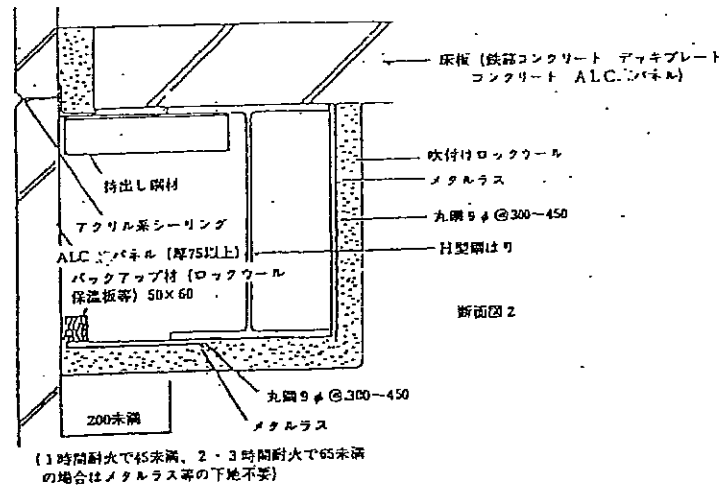 床板 (鉄筋コンクリート デッキプレート
コンクリート ALCパネル)
吹付けロックウール
メタルラス
丸鋼9φ@300～450
H型鋼はり
持出し鋼材
アクリル系シーリング
ALCパネル (厚75以上)
バックアップ材 (ロックウール
保温板等) 50×60
断面図2
丸鋼9φ@300～450
メタルラス
200未満
(1時間耐火で45未満、2・3時間耐火で65未満
の場合はメタルラス等の下地不要)